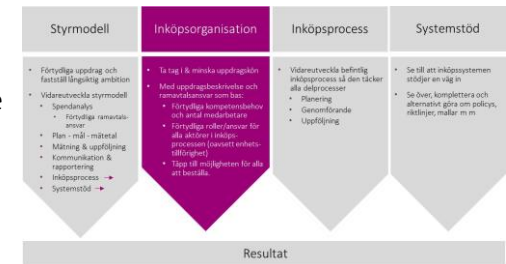 Styrmodell
Förtydliga uppdrag och
fastställ långsiktig ambition
Vidareutveckla styrmodell
Spendanalys
Förtydliga ramavtals-
ansvar
Plan - mål - mätetal
Mätning & uppföljning
Kommunikation &
rapportering
Inköpsprocess →
Systemstöd →
Inköpsorganisation
Ta tag i & minska uppdragskön
Med uppdragsbeskrivelse och
ramavtalsansvar som bas:
Förtydliga kompetensbehov
och antal medarbetare
Förtydliga roller/ansvar för
alla aktörer i inköps-
processen (oavsett enhets-
tillförighet)
Täpp till möjligheten för alla
att beställa.
Inköpsprocess
Vidareutveckla befintlig
inköpsprocess så den täcker
alla delprocesser
Planering
Genomförande
Uppföljning
Systemstöd
Se till att inköpssystemen
stödjer en väg in
Se över, komplettera och
alternativt göra om policys,
riktlinjer, mallar m m
Resultat
e